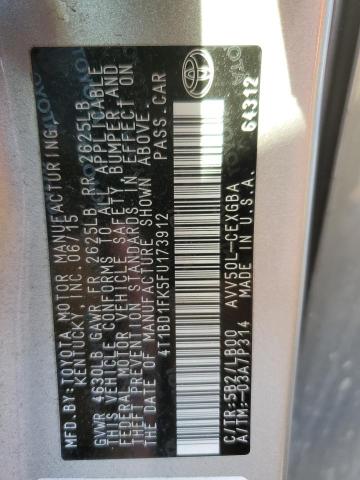 MFD.BY:TOYOTA MOTOR MANUFACTURING,
KENTUCKY, INC. 06/15
GVWR 4630LB GAWR FR 2625LB RR 2625LB
THIS VEHICLE CONFORMS TO ALL APPLICABLE
FEDERAL MOTOR VEHICLE SAFETY BUMPER AND
THEFT PREVENTION STANDARDS IN EFFECT ON
THE DATE OF MANUFACTURE SHOWN ABOVE.
4T1BD1FK5FU173912 PASS.CAR
C/TR:5B2/LB00 AVV50L-CEXGBA
A/TM:-03A/P314 MADE IN U.S.A.
64312